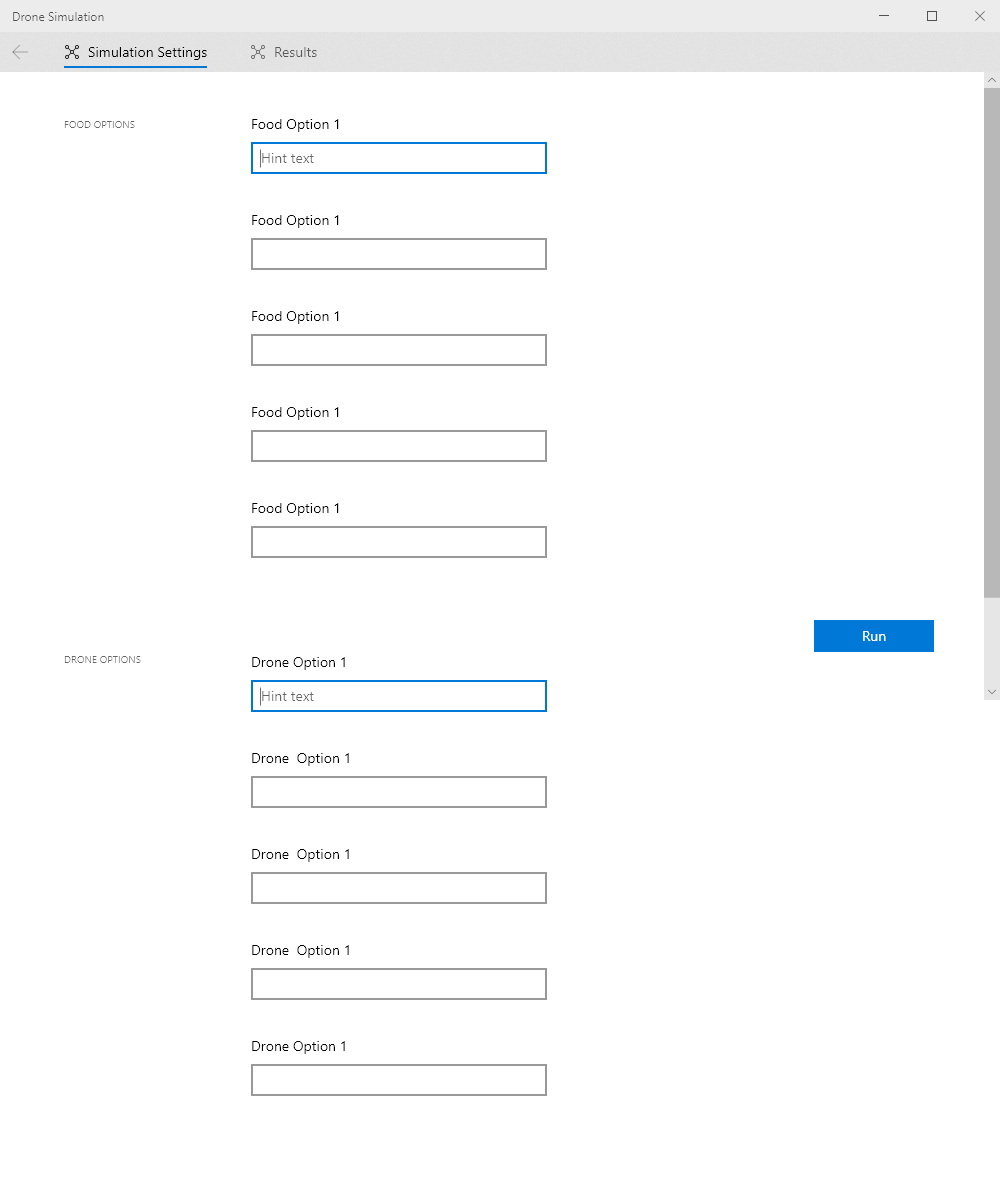 Drone Simulation
Simulation Settings
Results
FOOD OPTIONS
Food Option 1
Hint text
Food Option 1
Food Option 1
Food Option 1
Food Option 1
Run
DRONE OPTIONS
Drone Option 1
Hint text
Drone  Option 1
Drone  Option 1
Drone  Option 1
Drone Option 1